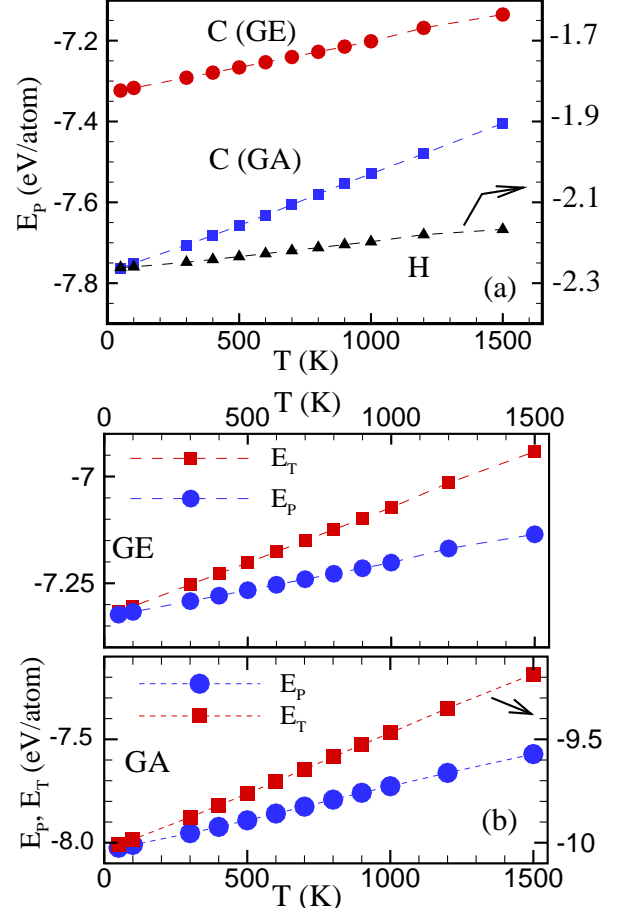 C (GE)
C (GA)
H
(a)
E_P (eV/atom)
-7.2
-7.4
-7.6
-7.8
-1.7
-1.9
-2.1
-2.3
0 500 1000 1500
T (K)
T (K)
0 500 1000 1500
E_T
E_P
GE
-7
-7.25
E_P
E_T
GA
(b)
E_P, E_T (eV/atom)
-7.5
-8.0
-9.5
-10
0 500 1000 1500
T (K)